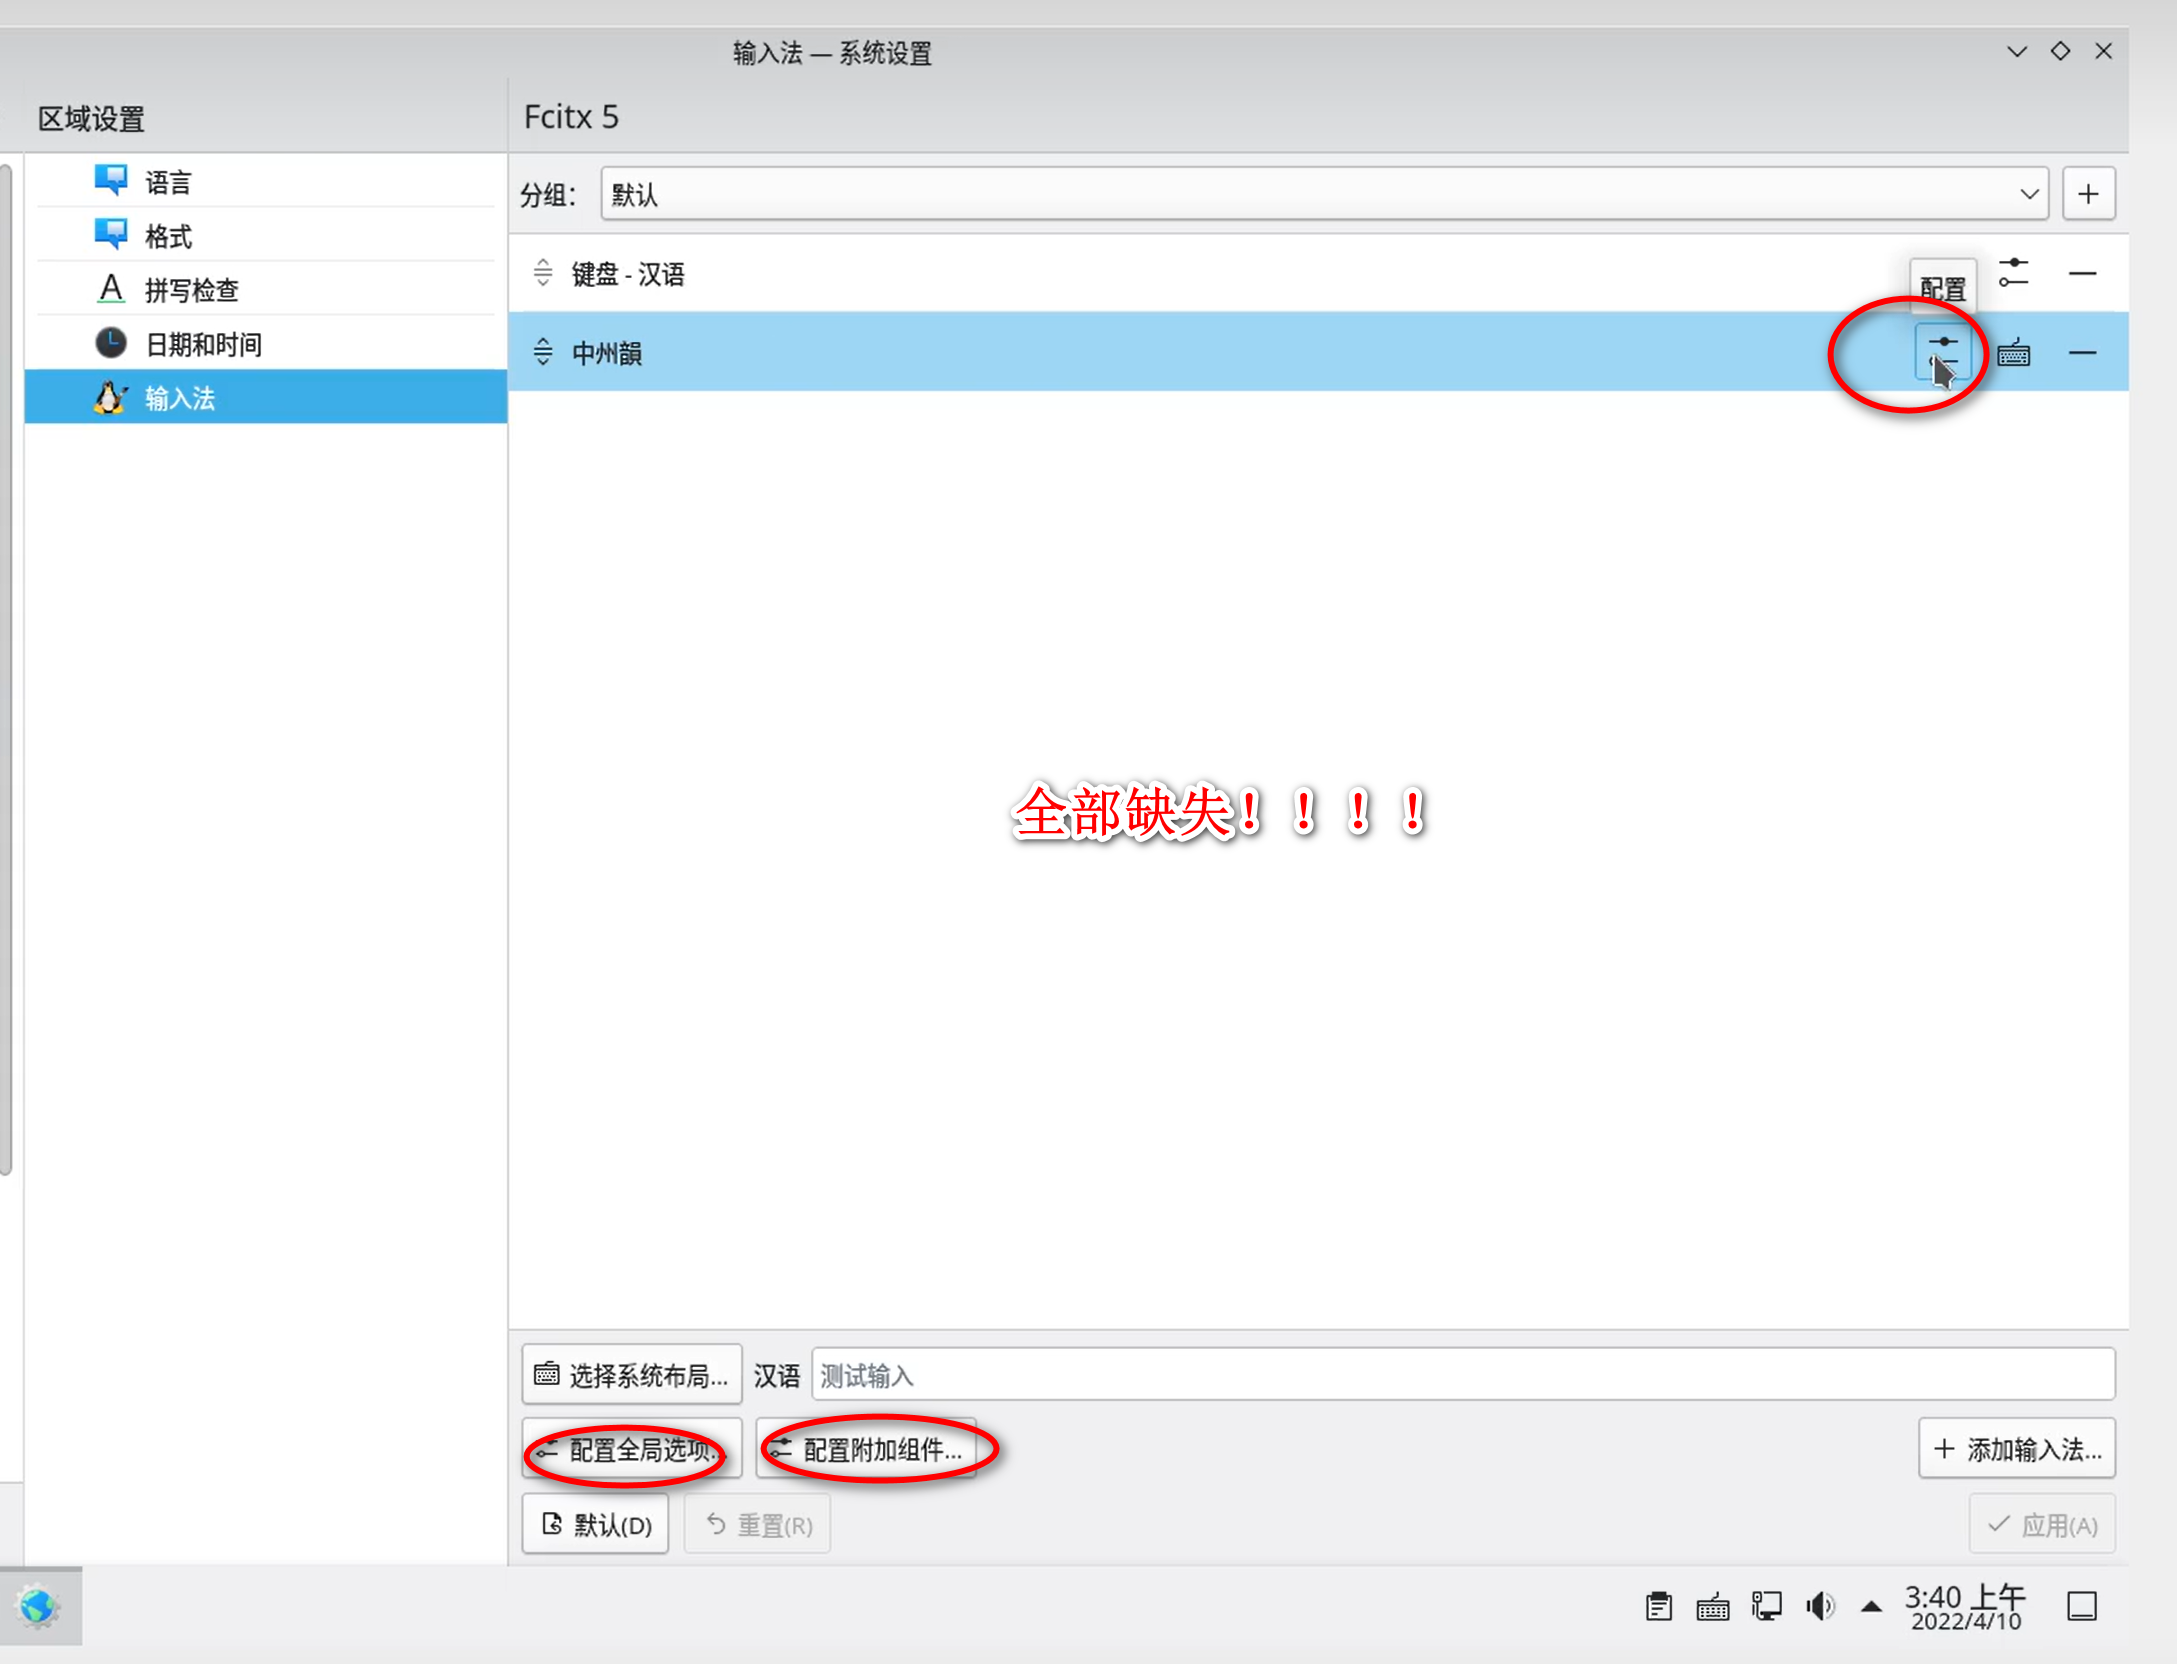 输入法 — 系统设置
区域设置
Fcitx 5
语言
格式
拼写检查
日期和时间
输入法
分组：
默认
键盘 - 汉语
配置
中州韻
全部缺失！！！！
选择系统布局...
汉语
测试输入
配置全局选项...
配置附加组件...
添加输入法...
默认(D)
重置(R)
应用(A)
3:40 上午
2022/4/10